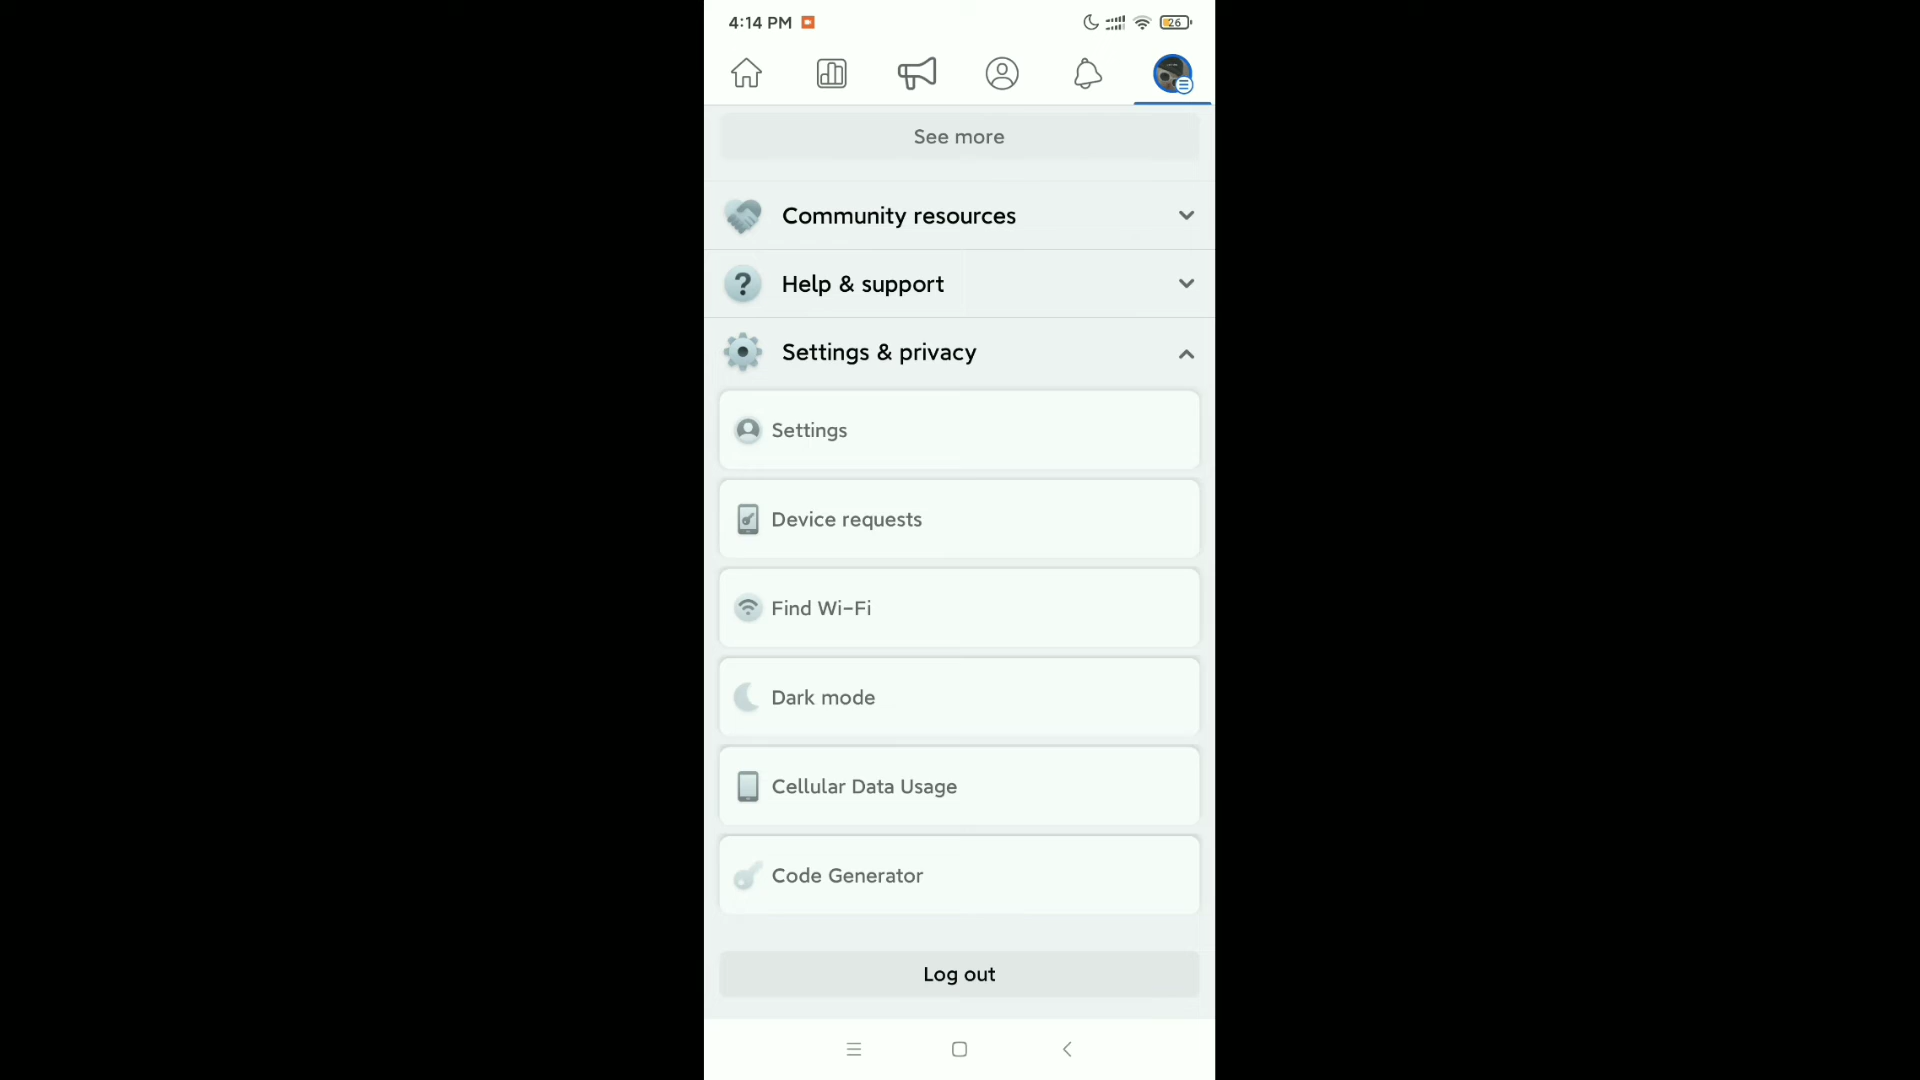 4:14 PM
26
See more
Community resources
Help & support
Settings & privacy
Settings
Device requests
Find Wi-Fi
Dark mode
Cellular Data Usage
Code Generator
Log out